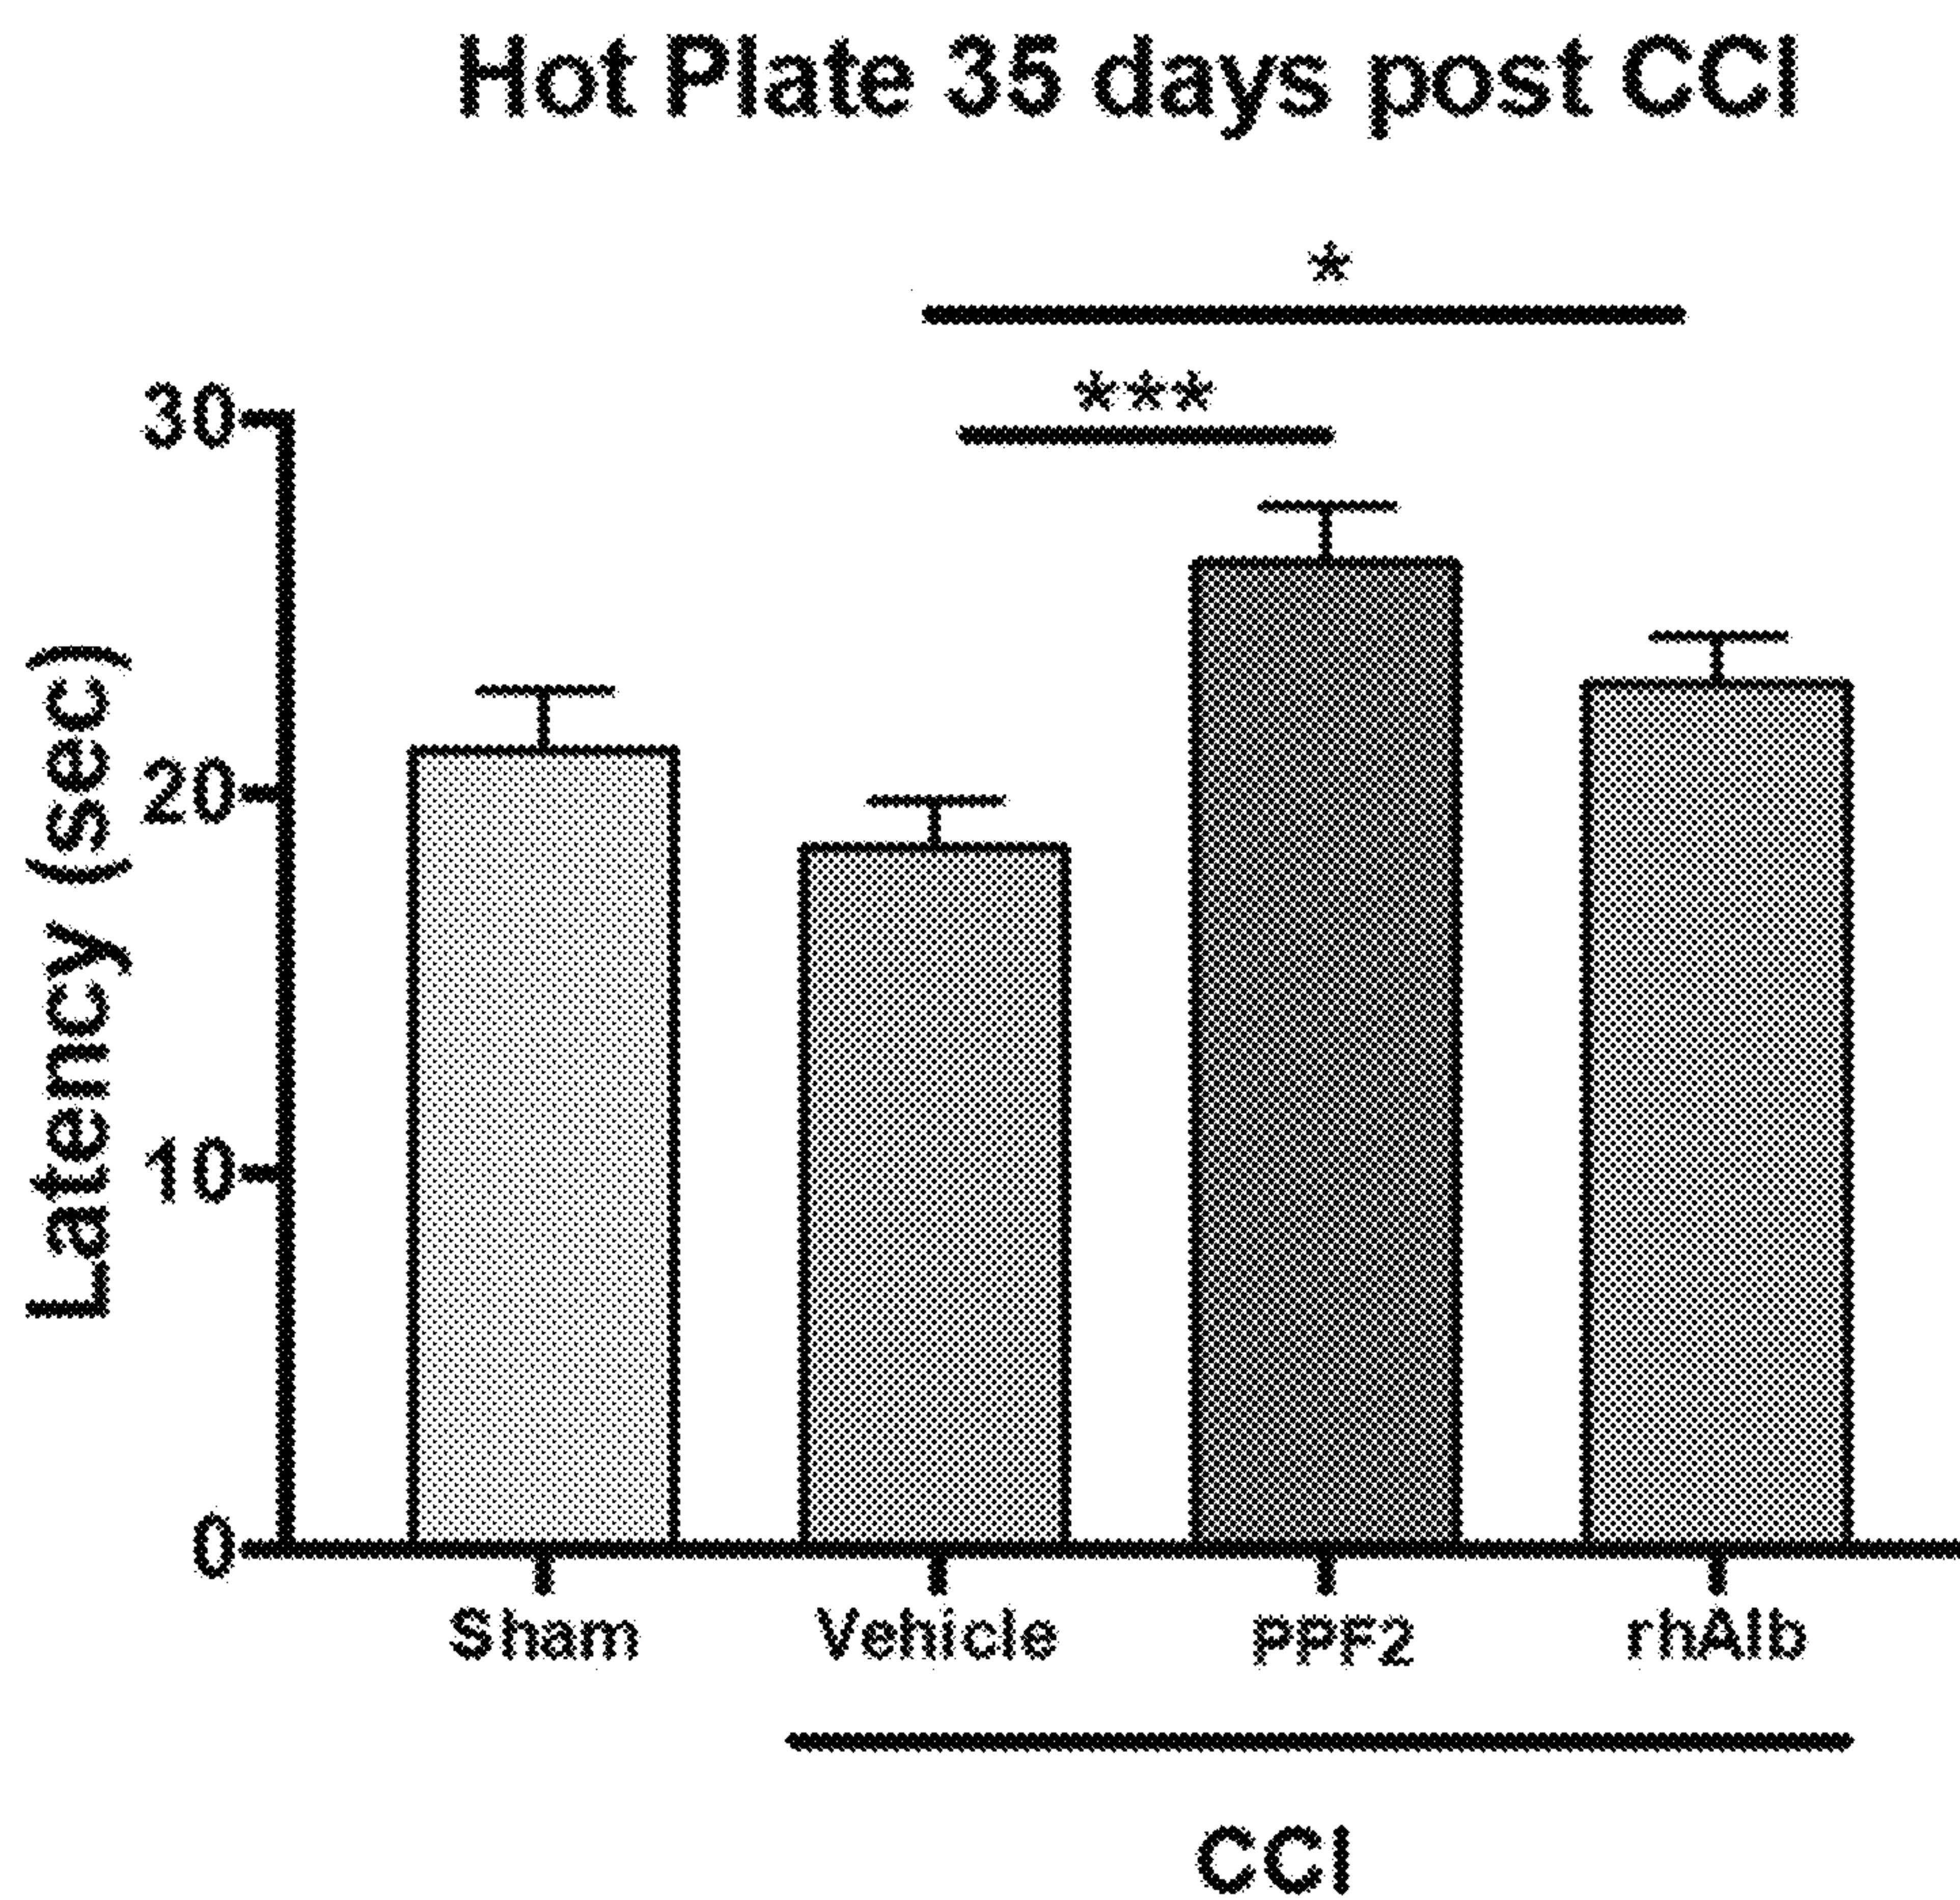 Hot Plate 35 days post CCI
*
***
30
20
10
0
Latency (sec)
Sham Vehicle PPF2 rhAlb
CCI